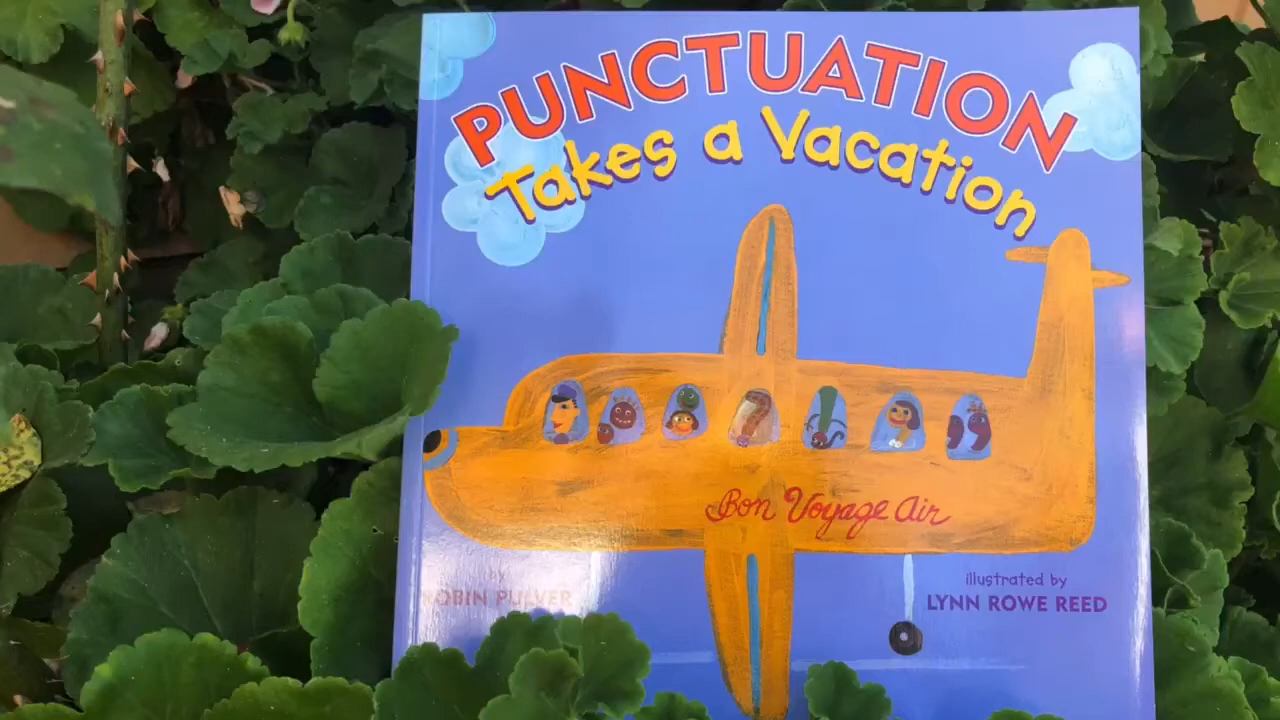 PUNCTUATION
Takes a Vacation
Bon Voyage Air
by
ROBIN PULVER
illustrated by
LYNN ROWE REED